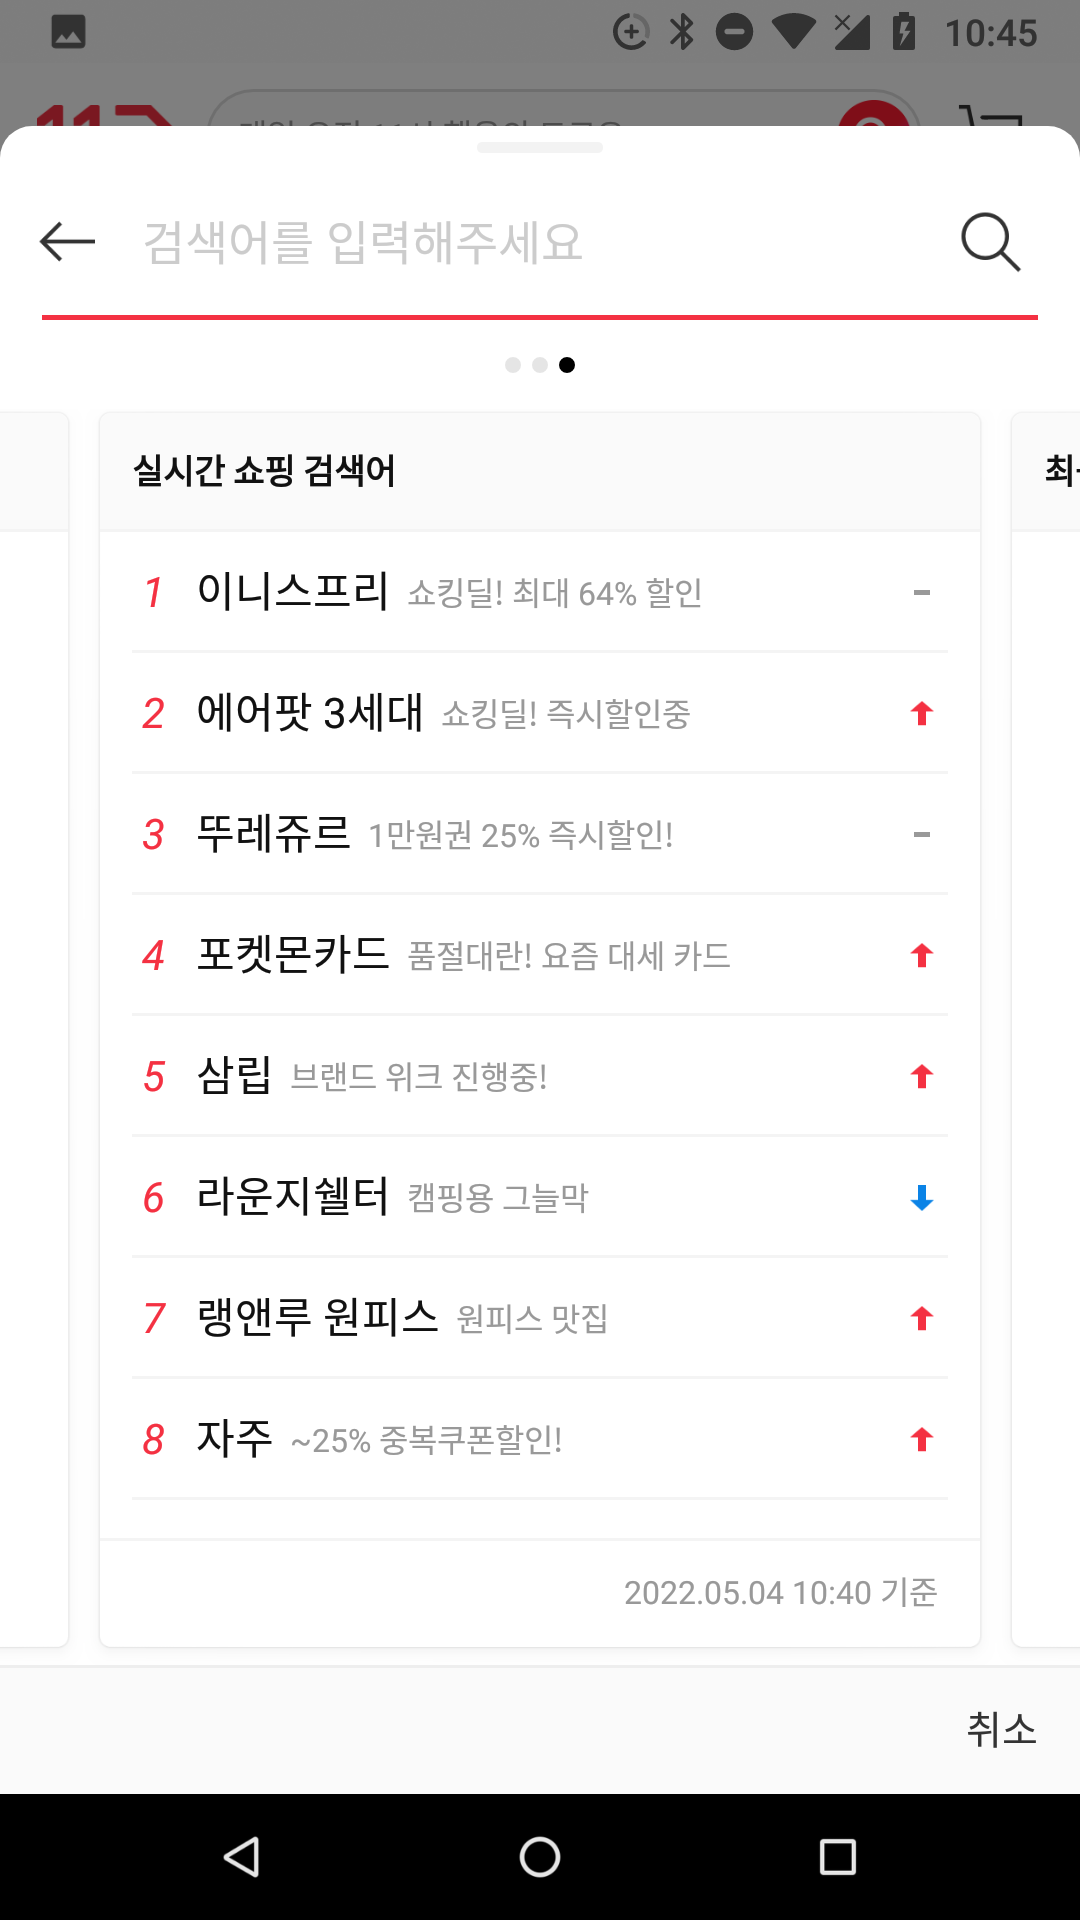 10:45
검색어를 입력해주세요
실시간 쇼핑 검색어
1 이니스프리 쇼킹딜! 최대 64% 할인
2 에어팟 3세대 쇼킹딜! 즉시할인중
3 뚜레쥬르 1만원권 25% 즉시할인!
4 포켓몬카드 품절대란! 요즘 대세 카드
5 삼립 브랜드 위크 진행중!
6 라운지쉘터 캠핑용 그늘막
7 랭앤루 원피스 원피스 맛집
8 자주 ~25% 중복쿠폰할인!
2022.05.04 10:40 기준
취소